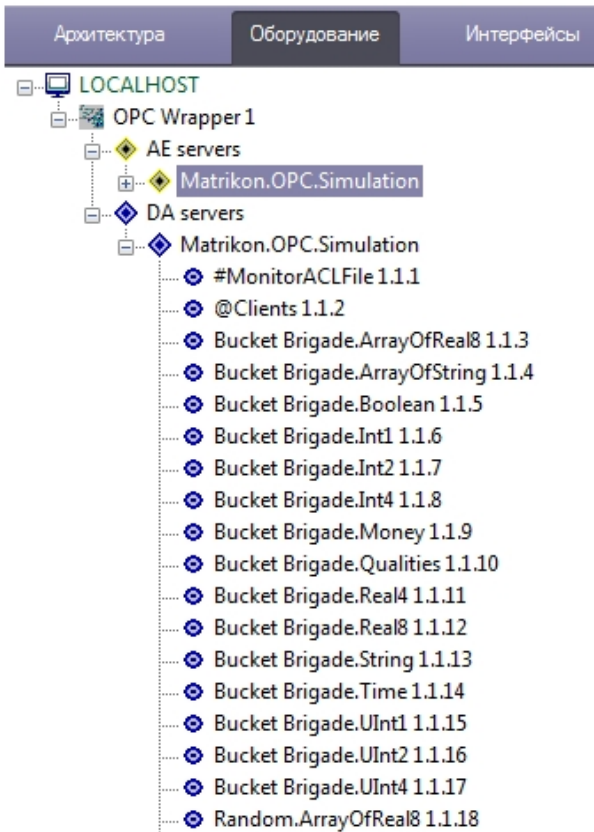 Архитектура Оборудование Интерфейсы
LOCALHOST
OPC Wrapper 1
AE servers
Matrikon.OPC.Simulation
DA servers
Matrikon.OPC.Simulation
#MonitorACLFile 1.1.1
@Clients 1.1.2
Bucket Brigade.ArrayOfReal8 1.1.3
Bucket Brigade.ArrayOfString 1.1.4
Bucket Brigade.Boolean 1.1.5
Bucket Brigade.Int1 1.1.6
Bucket Brigade.Int2 1.1.7
Bucket Brigade.Int4 1.1.8
Bucket Brigade.Money 1.1.9
Bucket Brigade.Qualities 1.1.10
Bucket Brigade.Real4 1.1.11
Bucket Brigade.Real8 1.1.12
Bucket Brigade.String 1.1.13
Bucket Brigade.Time 1.1.14
Bucket Brigade.UInt1 1.1.15
Bucket Brigade.UInt2 1.1.16
Bucket Brigade.UInt4 1.1.17
Random.ArrayOfReal8 1.1.18